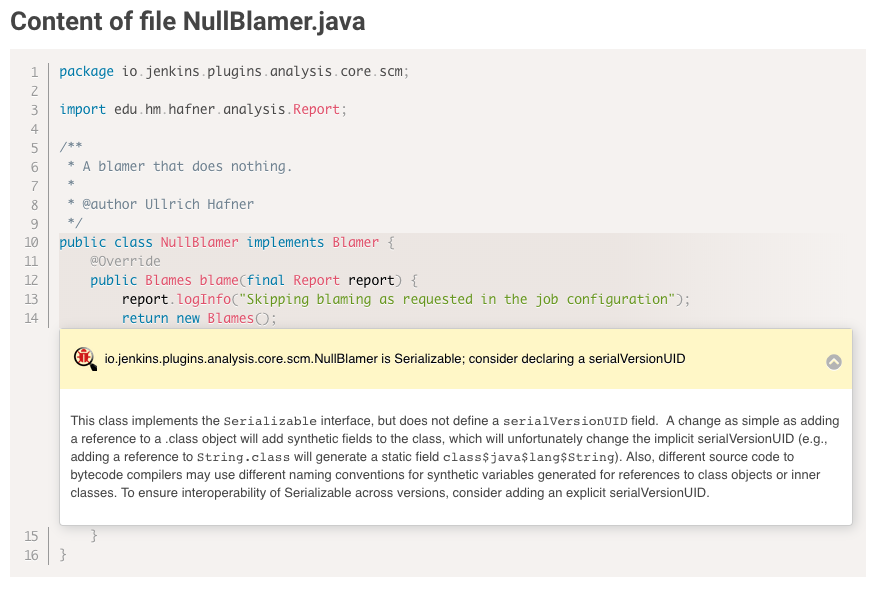 Content of file NullBlamer.java
1 package io.jenkins.plugins.analysis.core.scm;
2
3 import edu.hm.hafner.analysis.Report;
4
5 /**
6  * A blamer that does nothing.
7  *
8  * @author Ullrich Hafner
9  */
10 public class NullBlamer implements Blamer {
11     @Override
12     public Blames blame(final Report report) {
13         report.logInfo("Skipping blaming as requested in the job configuration");
14         return new Blames();
io.jenkins.plugins.analysis.core.scm.NullBlamer is Serializable; consider declaring a serialVersionUID
This class implements the Serializable interface, but does not define a serialVersionUID field.  A change as simple as adding
a reference to a .class object will add synthetic fields to the class, which will unfortunately change the implicit serialVersionUID (e.g.,
adding a reference to String.class will generate a static field class$java$lang$String). Also, different source code to
bytecode compilers may use different naming conventions for synthetic variables generated for references to class objects or inner
classes. To ensure interoperability of Serializable across versions, consider adding an explicit serialVersionUID.
15     }
16 }